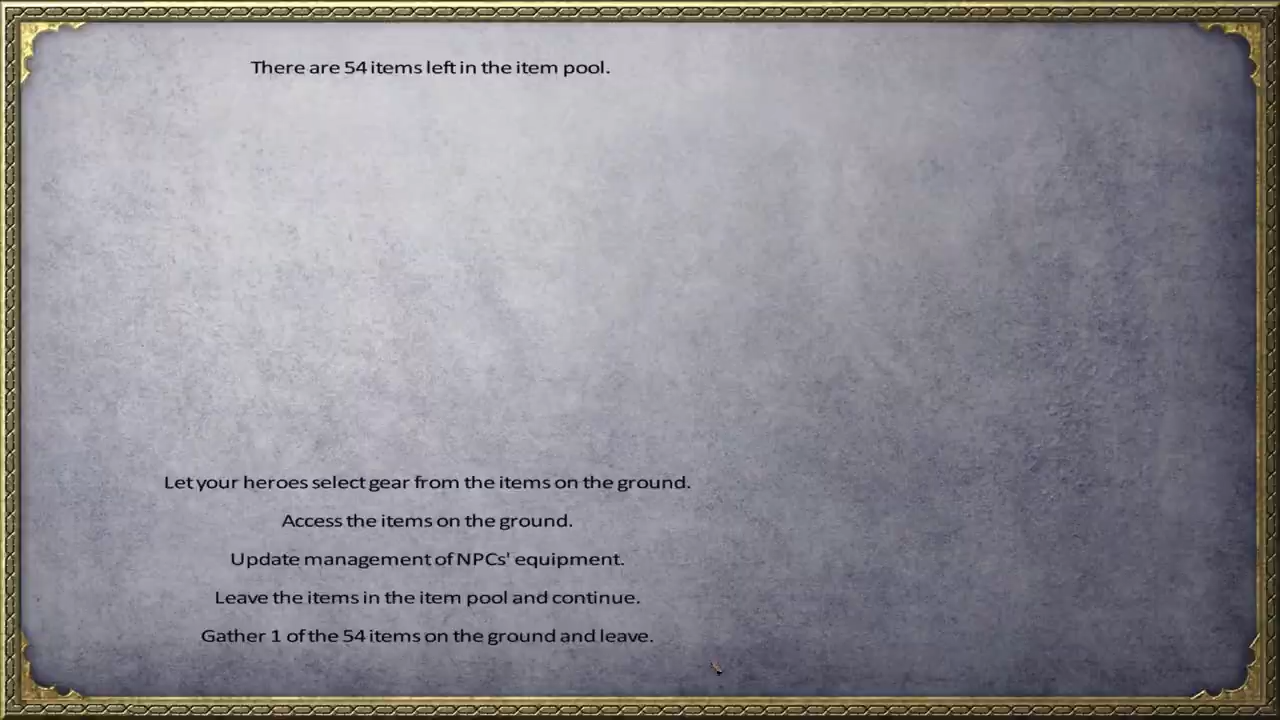 There are 54 items left in the item pool.
Let your heroes select gear from the items on the ground.
Access the items on the ground.
Update management of NPCs' equipment.
Leave the items in the item pool and continue.
Gather 1 of the 54 items on the ground and leave.